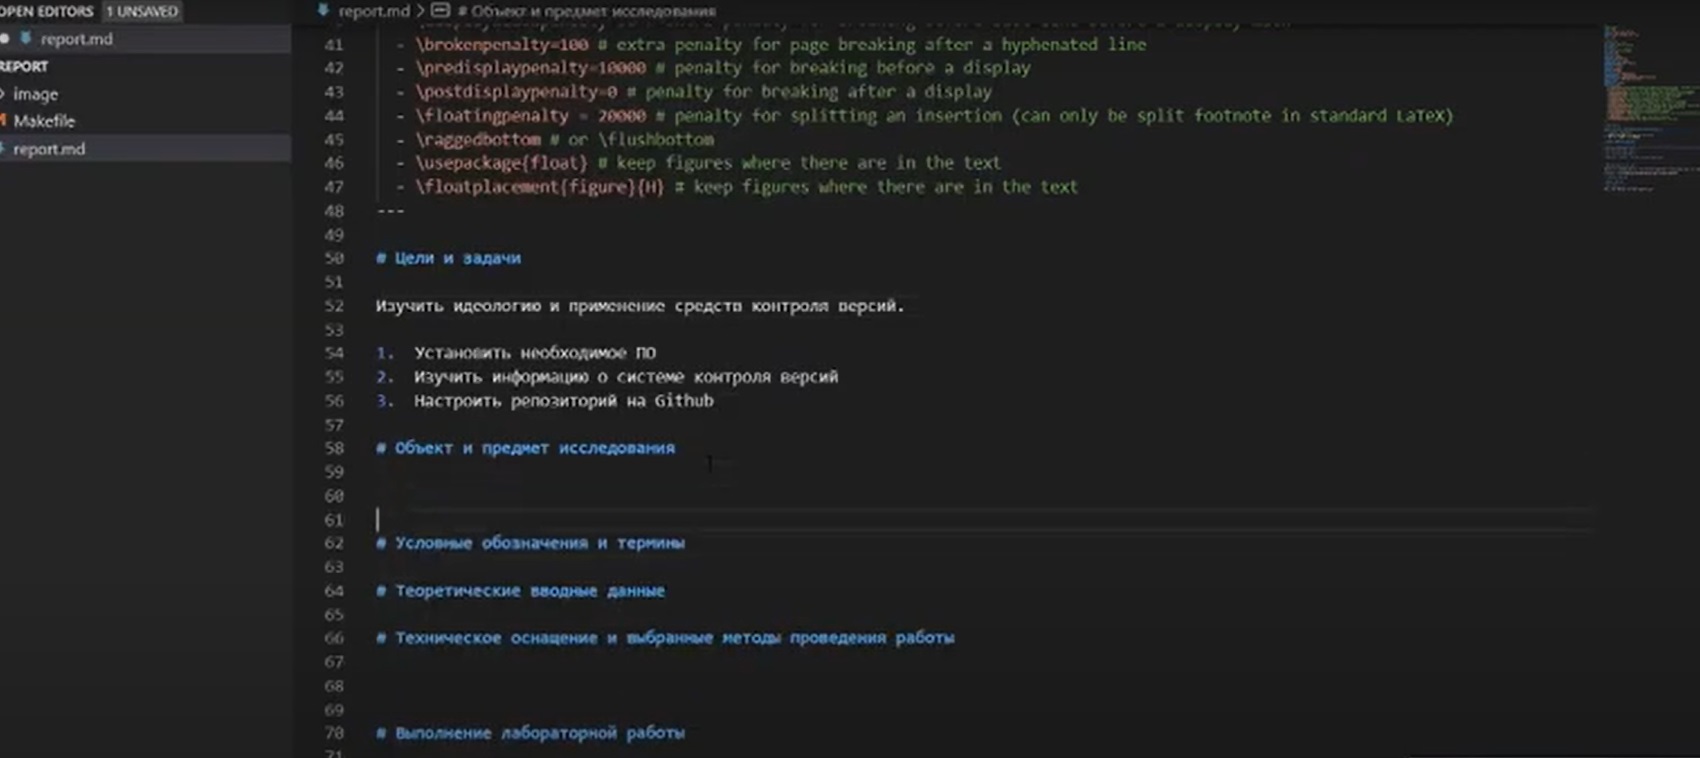 OPEN EDITORS 1 UNSAVED
report.md
REPORT
image
Makefile
report.md
report.md > # Объект и предмет исследования
41 - \brokenpenalty=100 # extra penalty for page breaking after a hyphenated line
42 - \predisplaypenalty=10000 # penalty for breaking before a display
43 - \postdisplaypenalty=0 # penalty for breaking after a display
44 - \floatingpenalty = 20000 # penalty for splitting an insertion (can only be split footnote in standard LaTeX)
45 - \raggedbottom # or \flushbottom
46 - \usepackage{float} # keep figures where there are in the text
47 - \floatplacement{figure}{H} # keep figures where there are in the text
48 ---
49
50 # Цели и задачи
51
52 Изучить идеологию и применение средств контроля версий.
53
54 1. Установить необходимое ПО
55 2. Изучить информацию о системе контроля версий
56 3. Настроить репозиторий на Github
57
58 # Объект и предмет исследования
59
60
61
62 # Условные обозначения и термины
63
64 # Теоретические вводные данные
65
66 # Техническое оснащение и выбранные методы проведения работы
67
68
69
70 # Выполнение лабораторной работы
71